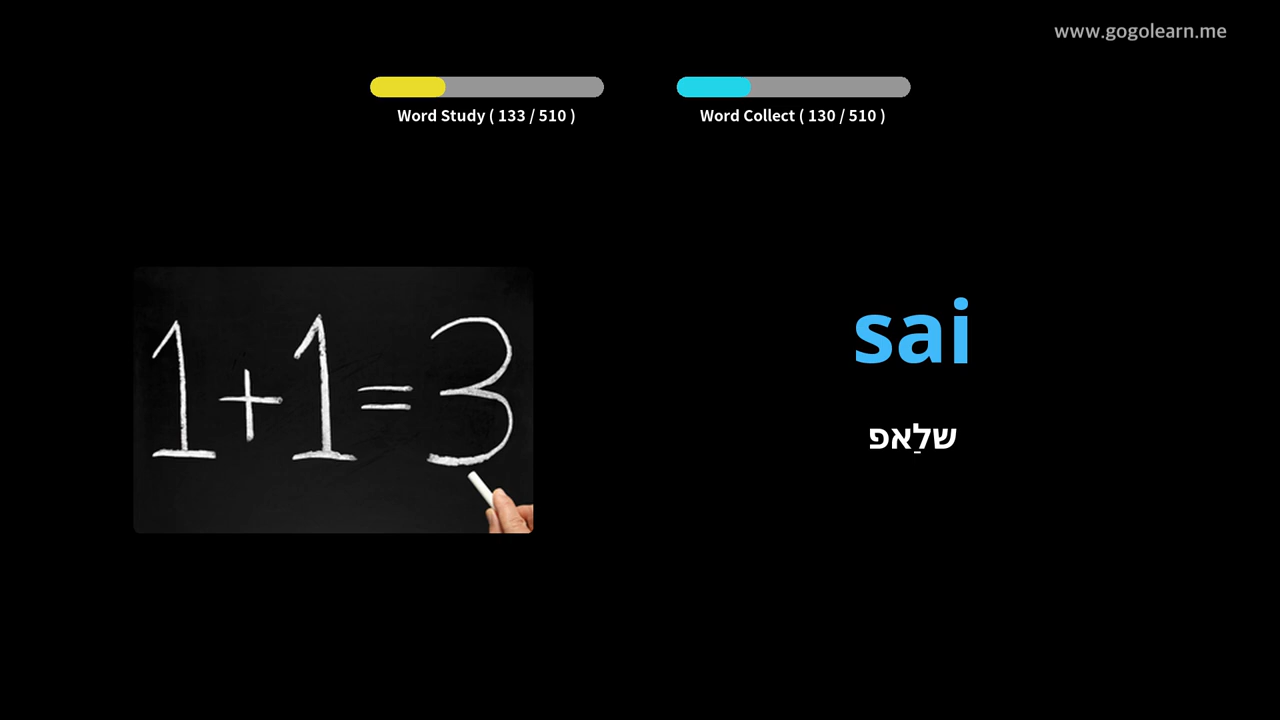 www.gogolearn.me
Word Study ( 133 / 510 )
Word Collect ( 130 / 510 )
1+1=3
sai
שלַאפ